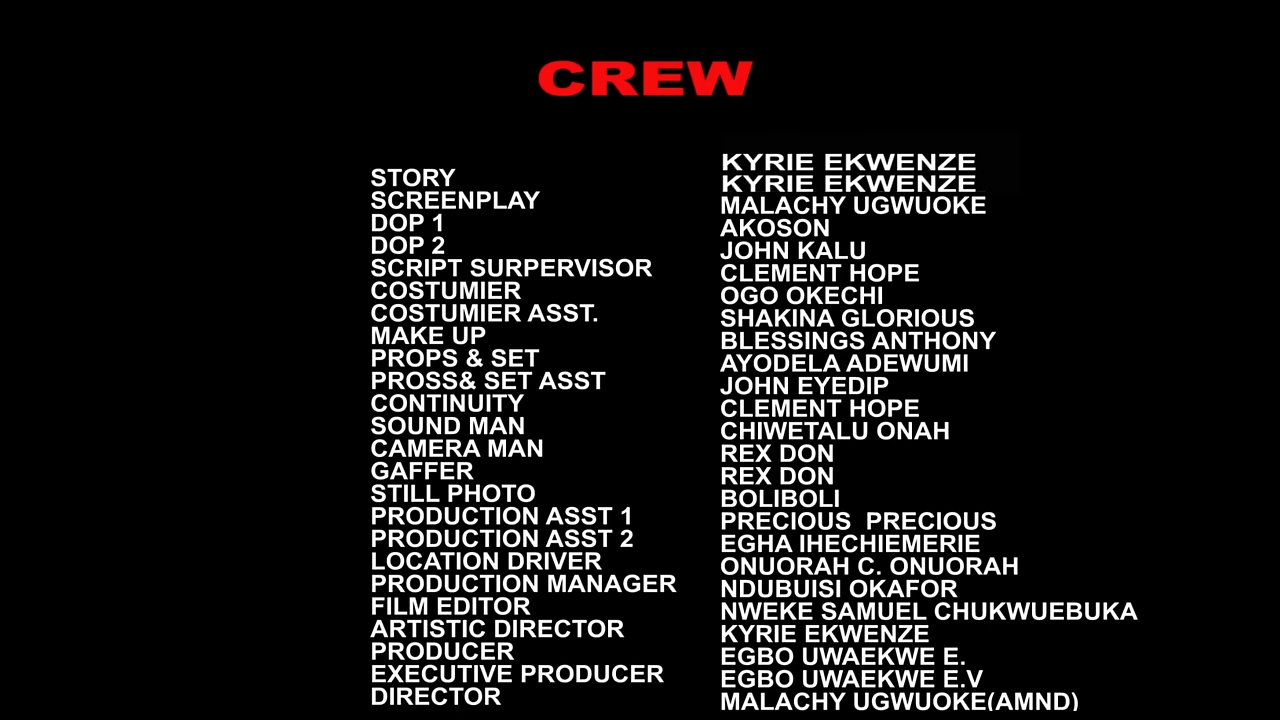 CREW
STORY
SCREENPLAY
DOP 1
DOP 2
SCRIPT SURPERVISOR
COSTUMIER
COSTUMIER ASST.
MAKE UP
PROPS & SET
PROSS& SET ASST
CONTINUITY
SOUND MAN
CAMERA MAN
GAFFER
STILL PHOTO
PRODUCTION ASST 1
PRODUCTION ASST 2
LOCATION DRIVER
PRODUCTION MANAGER
FILM EDITOR
ARTISTIC DIRECTOR
PRODUCER
EXECUTIVE PRODUCER
DIRECTOR
KYRIE EKWENZE
KYRIE EKWENZE
MALACHY UGWUOKE
AKOSON
JOHN KALU
CLEMENT HOPE
OGO OKECHI
SHAKINA GLORIOUS
BLESSINGS ANTHONY
AYODELA ADEWUMI
JOHN EYEDIP
CLEMENT HOPE
CHIWETALU ONAH
REX DON
REX DON
BOLIBOLI
PRECIOUS  PRECIOUS
EGHA IHECHIEMERIE
ONUORAH C. ONUORAH
NDUBUISI OKAFOR
NWEKE SAMUEL CHUKWUEBUKA
KYRIE EKWENZE
EGBO UWAEKWE E.
EGBO UWAEKWE E.V
MALACHY UGWUOKE(AMND)